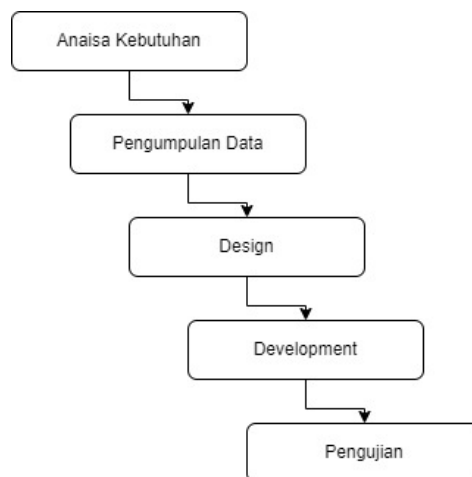 Anaisa Kebutuhan
Pengumpulan Data
Design
Development
Pengujian